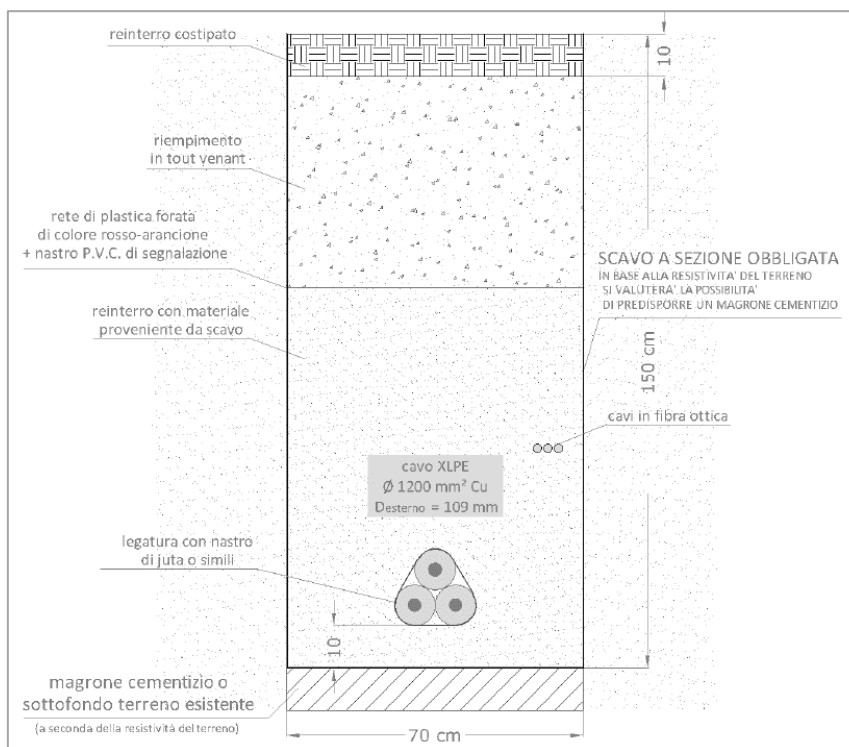 reinterro costipato
10
riempimento
in tout venant
rete di plastica forata
di colore rosso-arancione
+ nastro P.V.C. di segnalazione
SCAVO A SEZIONE OBBLIGATA
IN BASE ALLA RESISTIVITA' DEL TERRENO
SI VALUTERA' LA POSSIBILITA'
DI PREDISPORRE UN MAGRONE CEMENTIZIO
reinterro con materiale
proveniente da scavo
150 cm
cavi in fibra ottica
cavo XLPE
Ø 1200 mm² Cu
Desterno = 109 mm
legatura con nastro
di juta o simili
10
magrone cementizio o
sottofondo terreno esistente
(a seconda della resistività del terreno)
70 cm